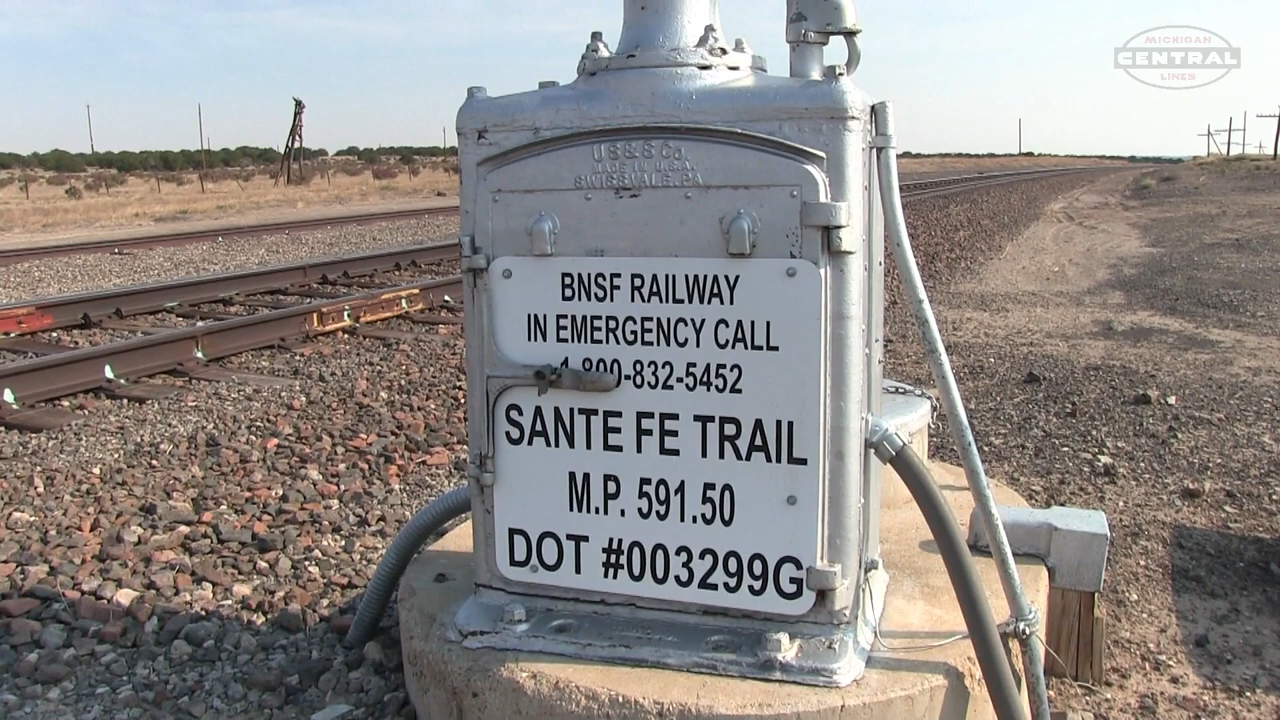 MICHIGAN
CENTRAL
LINES
US&S Co.
MADE IN U.S.A.
SWISSVALE, PA.
BNSF RAILWAY
IN EMERGENCY CALL
1-800-832-5452
SANTE FE TRAIL
M.P. 591.50
DOT #003299G